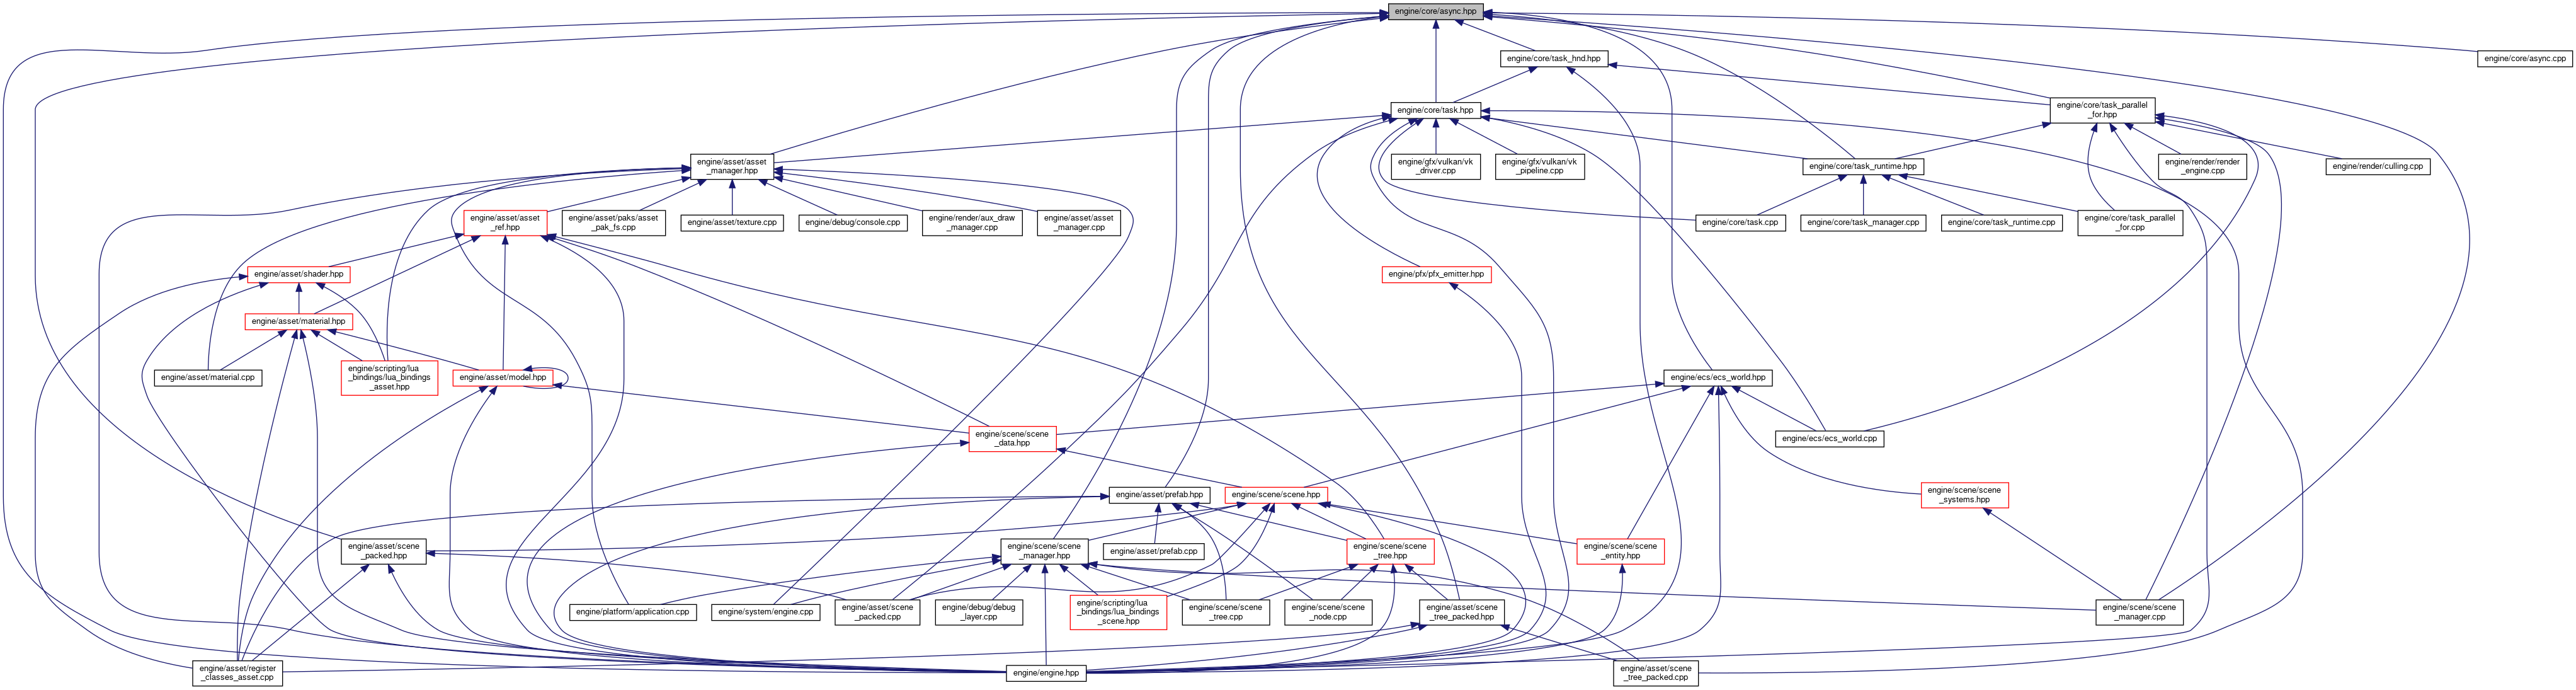 engine/core/async.hpp
engine/core/task_hnd.hpp
engine/core/async.cpp
engine/core/task.hpp
engine/core/task_parallel
_for.hpp
engine/asset/asset
_manager.hpp
engine/gfx/vulkan/vk
_driver.cpp
engine/gfx/vulkan/vk
_pipeline.cpp
engine/core/task_runtime.hpp
engine/render/render
_engine.cpp
engine/render/culling.cpp
engine/asset/asset
_ref.hpp
engine/asset/paks/asset
_pak_fs.cpp
engine/asset/texture.cpp
engine/debug/console.cpp
engine/render/aux_draw
_manager.cpp
engine/asset/asset
_manager.cpp
engine/core/task.cpp
engine/core/task_manager.cpp
engine/core/task_runtime.cpp
engine/core/task_parallel
_for.cpp
engine/asset/shader.hpp
engine/pfx/pfx_emitter.hpp
engine/asset/material.hpp
engine/asset/material.cpp
engine/scripting/lua
_bindings/lua_bindings
_asset.hpp
engine/asset/model.hpp
engine/ecs/ecs_world.hpp
engine/scene/scene
_data.hpp
engine/ecs/ecs_world.cpp
engine/asset/prefab.hpp
engine/scene/scene.hpp
engine/scene/scene
_systems.hpp
engine/asset/scene
_packed.hpp
engine/scene/scene
_manager.hpp
engine/asset/prefab.cpp
engine/scene/scene
_tree.hpp
engine/scene/scene
_entity.hpp
engine/platform/application.cpp
engine/system/engine.cpp
engine/asset/scene
_packed.cpp
engine/debug/debug
_layer.cpp
engine/scripting/lua
_bindings/lua_bindings
_scene.hpp
engine/scene/scene
_tree.cpp
engine/scene/scene
_node.cpp
engine/asset/scene
_tree_packed.hpp
engine/scene/scene
_manager.cpp
engine/asset/register
_classes_asset.cpp
engine/engine.hpp
engine/asset/scene
_tree_packed.cpp